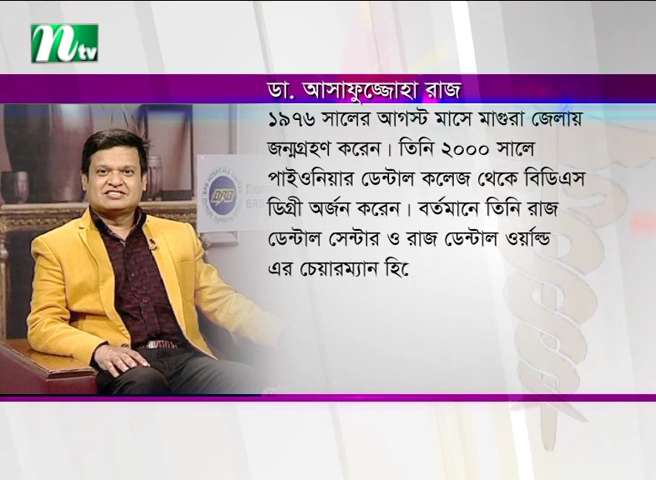 ntv
ডা. আসাফুজ্জোহা রাজ
১৯৭৬ সালের আগস্ট মাসে মাগুরা জেলায়
জন্মগ্রহণ করেন। তিনি ২০০০ সালে
পাইওনিয়ার ডেন্টাল কলেজ থেকে বিডিএস
ডিগ্রী অর্জন করেন। বর্তমানে তিনি রাজ
ডেন্টাল সেন্টার ও রাজ ডেন্টাল ওয়ার্ল্ড
এর চেয়ারম্যান হি